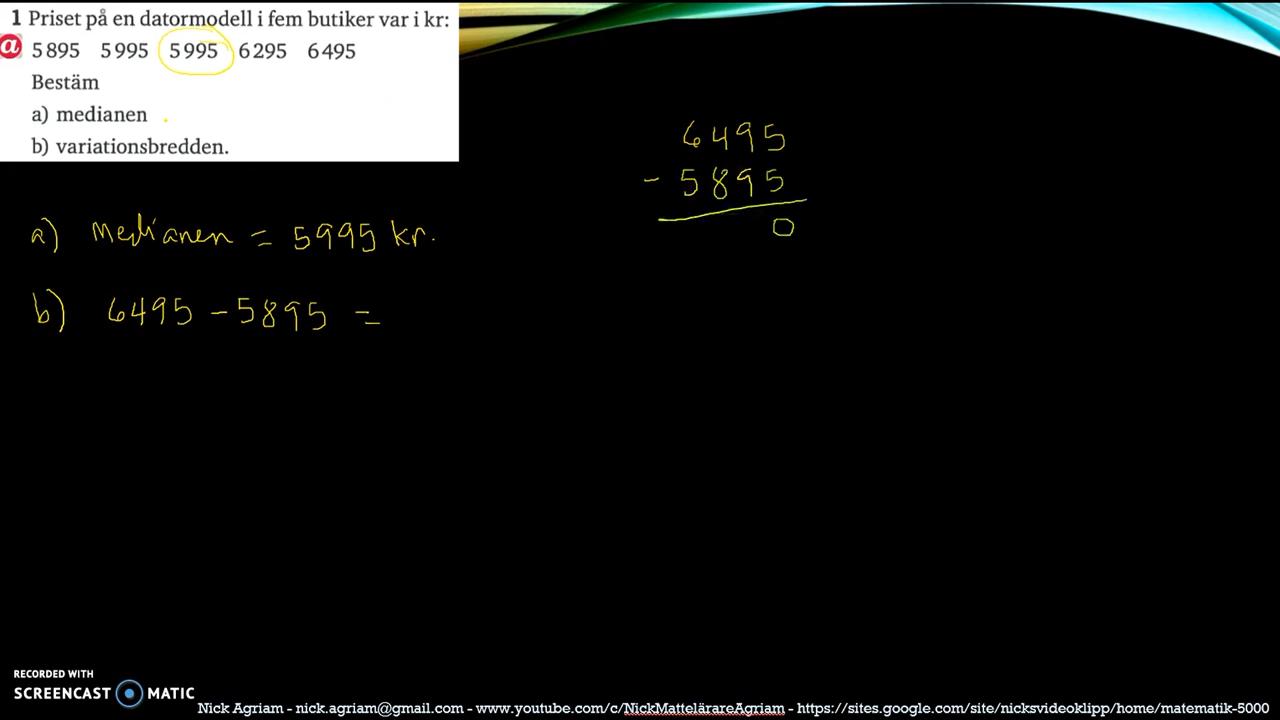 1 Priset på en datormodell i fem butiker var i kr:
a 5 895 5 995 5 995 6 295 6 495
Bestäm
a) medianen
b) variationsbredden.
6495
- 5895
0
a) Medianen = 5995 kr.
b) 6495 - 5895 =
RECORDED WITH
SCREENCAST MATIC
Nick Agriam - nick.agriam@gmail.com - www.youtube.com/c/NickMattelärareAgriam - https://sites.google.com/site/nicksvideoklipp/home/matematik-5000